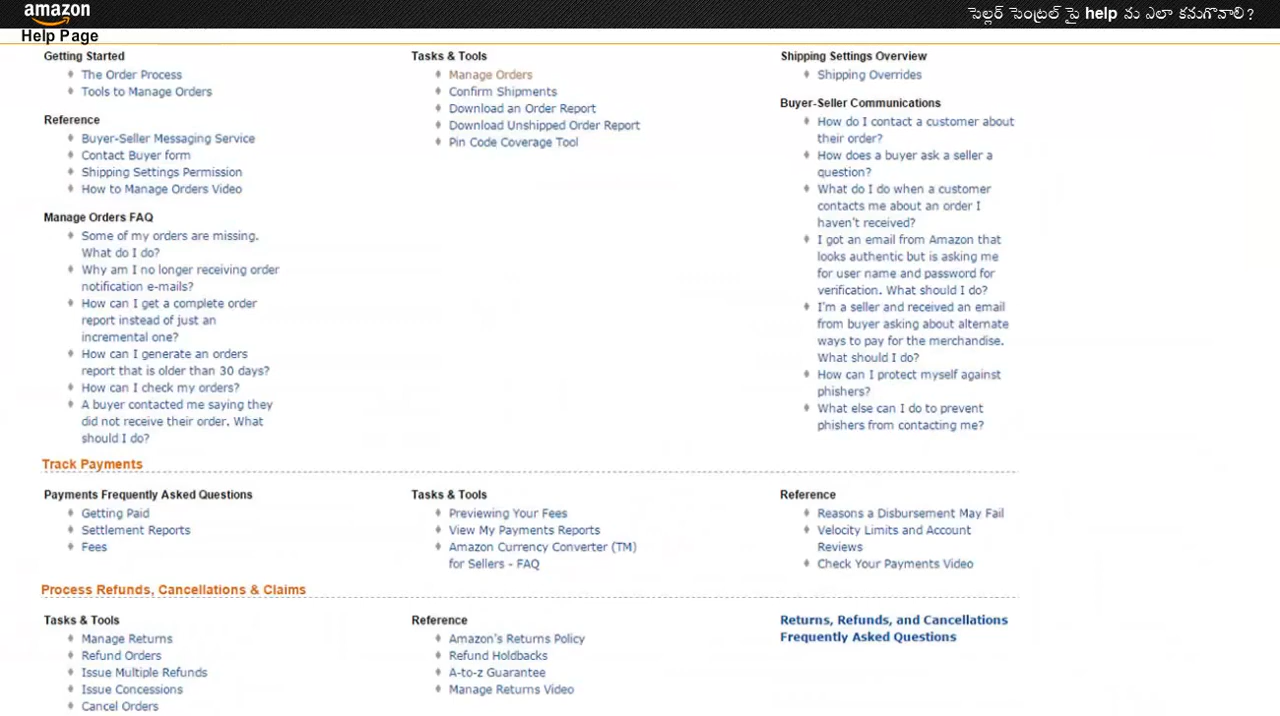 amazon
సెల్లర్ సెంట్రల్ పై help ను ఎలా కనుగొనాలి?
Help Page
Getting Started
The Order Process
Tools to Manage Orders
Reference
Buyer-Seller Messaging Service
Contact Buyer form
Shipping Settings Permission
How to Manage Orders Video
Manage Orders FAQ
Some of my orders are missing.
What do I do?
Why am I no longer receiving order
notification e-mails?
How can I get a complete order
report instead of just an
incremental one?
How can I generate an orders
report that is older than 30 days?
How can I check my orders?
A buyer contacted me saying they
did not receive their order. What
should I do?
Tasks & Tools
Manage Orders
Confirm Shipments
Download an Order Report
Download Unshipped Order Report
Pin Code Coverage Tool
Shipping Settings Overview
Shipping Overrides
Buyer-Seller Communications
How do I contact a customer about
their order?
How does a buyer ask a seller a
question?
What do I do when a customer
contacts me about an order I
haven't received?
I got an email from Amazon that
looks authentic but is asking me
for user name and password for
verification. What should I do?
I'm a seller and received an email
from buyer asking about alternate
ways to pay for the merchandise.
What should I do?
How can I protect myself against
phishers?
What else can I do to prevent
phishers from contacting me?
Track Payments
Payments Frequently Asked Questions
Getting Paid
Settlement Reports
Fees
Tasks & Tools
Previewing Your Fees
View My Payments Reports
Amazon Currency Converter (TM)
for Sellers - FAQ
Reference
Reasons a Disbursement May Fail
Velocity Limits and Account
Reviews
Check Your Payments Video
Process Refunds, Cancellations & Claims
Tasks & Tools
Manage Returns
Refund Orders
Issue Multiple Refunds
Issue Concessions
Cancel Orders
Reference
Amazon's Returns Policy
Refund Holdbacks
A-to-z Guarantee
Manage Returns Video
Returns, Refunds, and Cancellations
Frequently Asked Questions